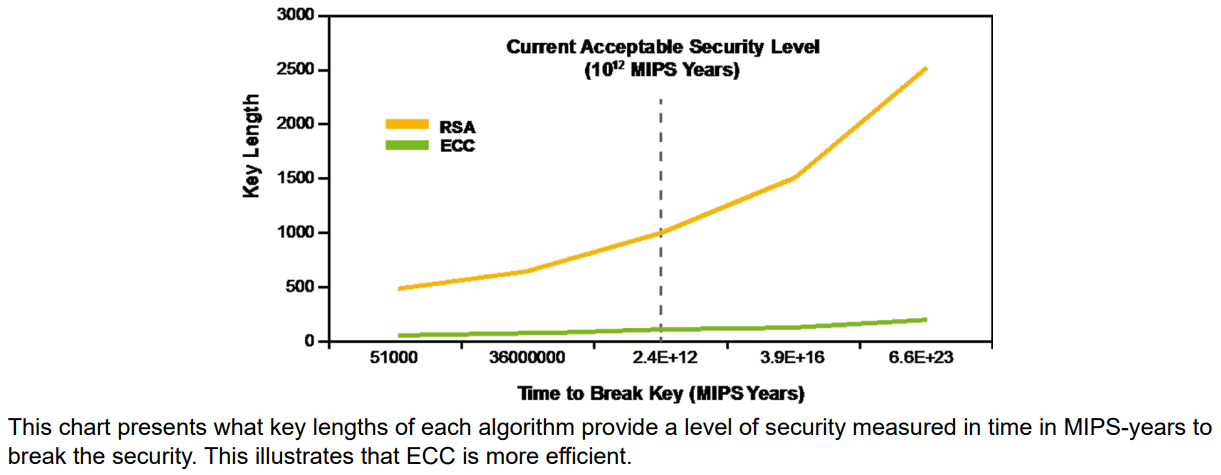 3000
Current Acceptable Security Level
(10¹² MIPS Years)
2500
2000
RSA
ECC
Key Length
1500
1000
500
0
51000 36000000 2.4E+12 3.9E+16 6.6E+23
Time to Break Key (MIPS Years)
This chart presents what key lengths of each algorithm provide a level of security measured in time in MIPS-years to
break the security. This illustrates that ECC is more efficient.